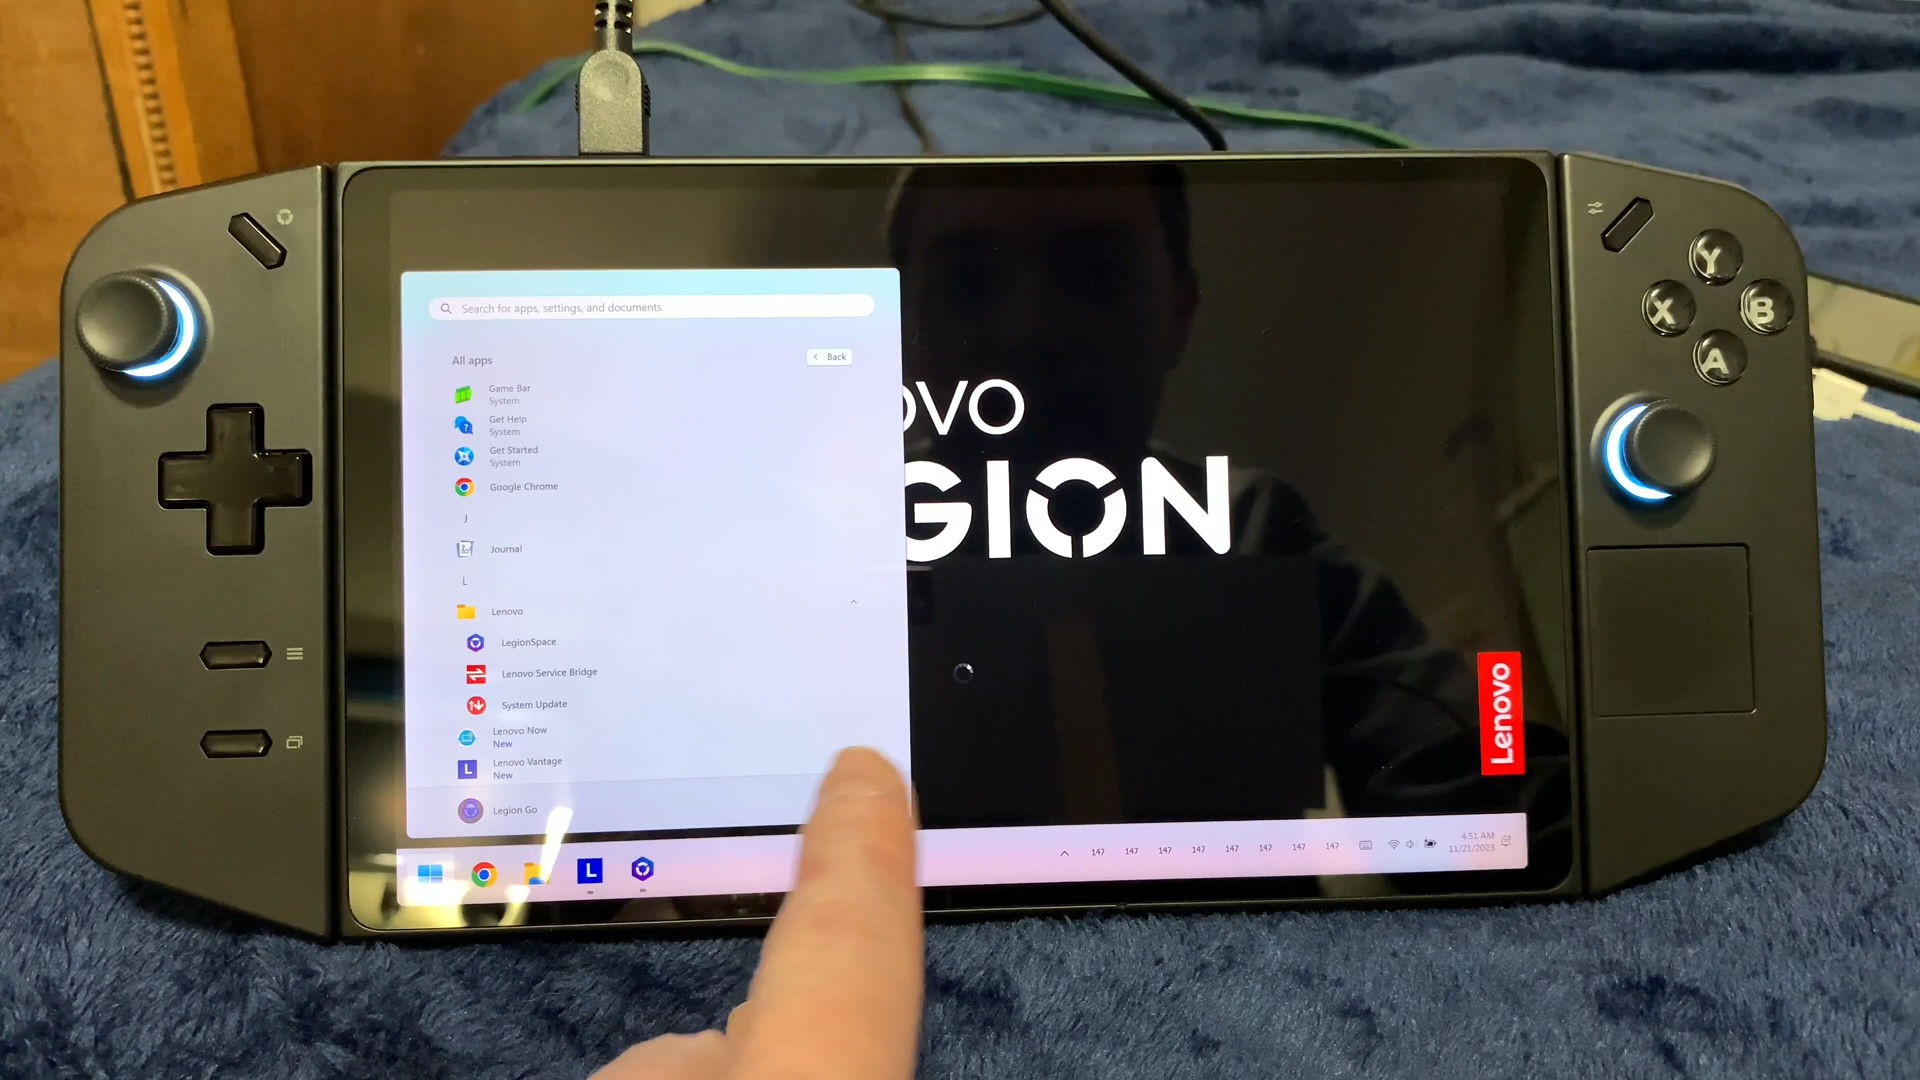 Search for apps, settings, and documents
All apps
Back
Game Bar
System
Get Help
System
Get Started
System
Google Chrome
J
Journal
L
Lenovo
LegionSpace
Lenovo Service Bridge
System Update
Lenovo Now
New
Lenovo Vantage
New
Legion Go
OVO
GION
Lenovo
L
147 147 147 147 147 147 147 147
4:51 AM
11/21/2023
Y
X
B
A